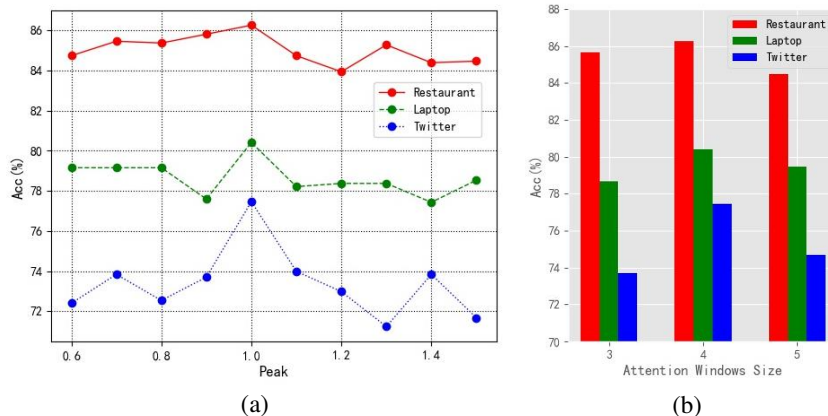 86
84
82
80
78
76
74
72
Acc(%)
Restaurant
Laptop
Twitter
0.6 0.8 1.0 1.2 1.4
Peak
(a)
88
86
84
82
80
78
76
74
72
70
Acc(%)
Restaurant
Laptop
Twitter
3 4 5
Attention Windows Size
(b)